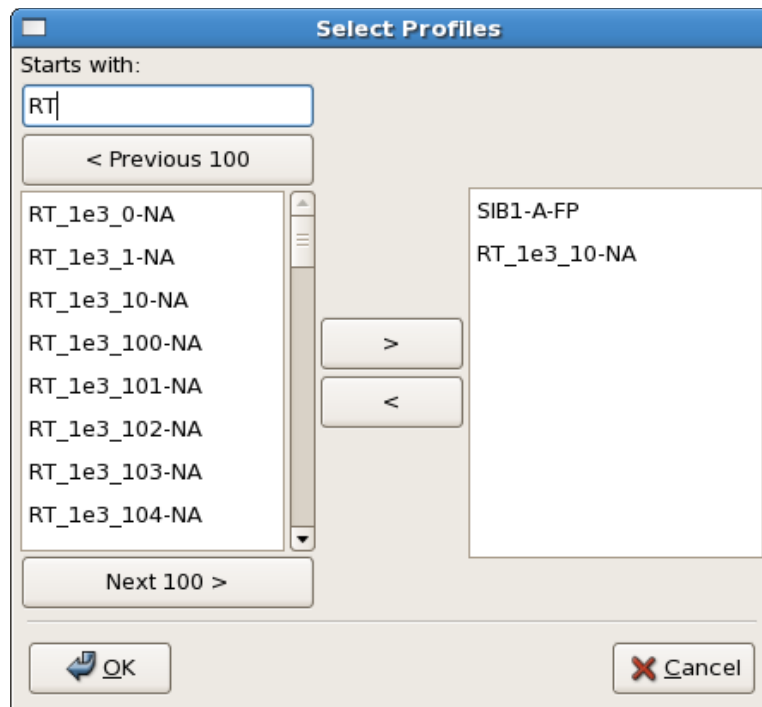 Select Profiles
Starts with:
RT
< Previous 100
RT_1e3_0-NA
RT_1e3_1-NA
RT_1e3_10-NA
RT_1e3_100-NA
RT_1e3_101-NA
RT_1e3_102-NA
RT_1e3_103-NA
RT_1e3_104-NA
Next 100 >
>
<
SIB1-A-FP
RT_1e3_10-NA
OK
Cancel